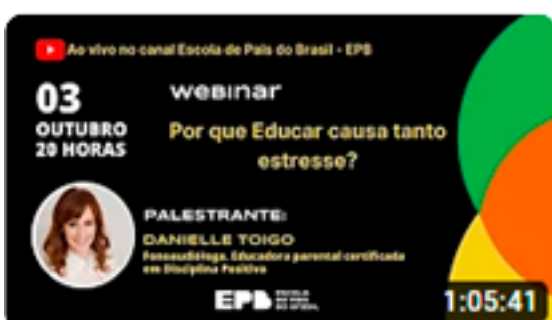 Ao vivo no canal Escola de Pais do Brasil - EPB
03
OUTUBRO
20 HORAS
webinar
Por que Educar causa tanto
estresse?
PALESTRANTE:
DANIELLE TOIGO
Fonoaudióloga, Educadora parental certificada
em Disciplina Positiva
EPB
1:05:41